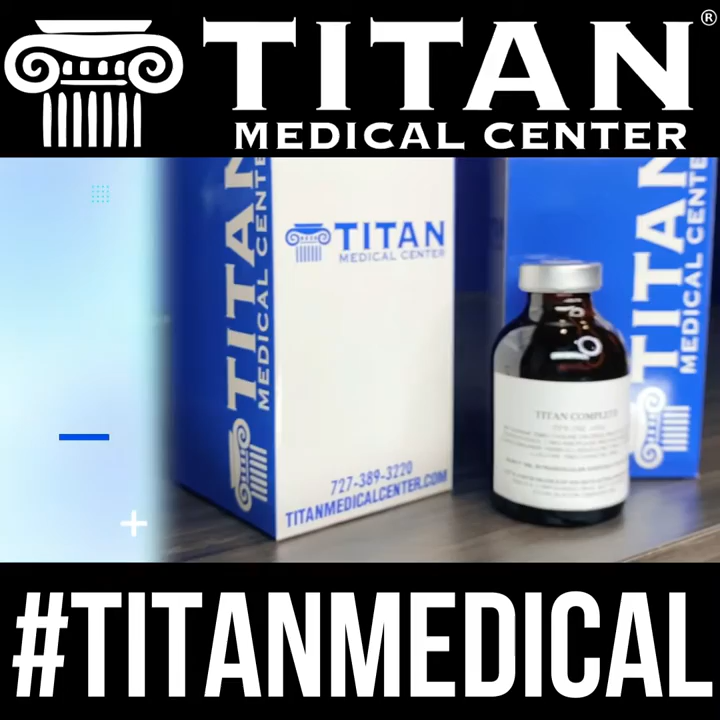 TITAN®
MEDICAL CENTER
TITAN
MEDICAL CENTER
TITAN
MEDICAL CENTER
727-389-3220
TITANMEDICALCENTER.COM
TITAN COMPLETE
TITAN
MEDICAL CENTER
#TITANMEDICAL